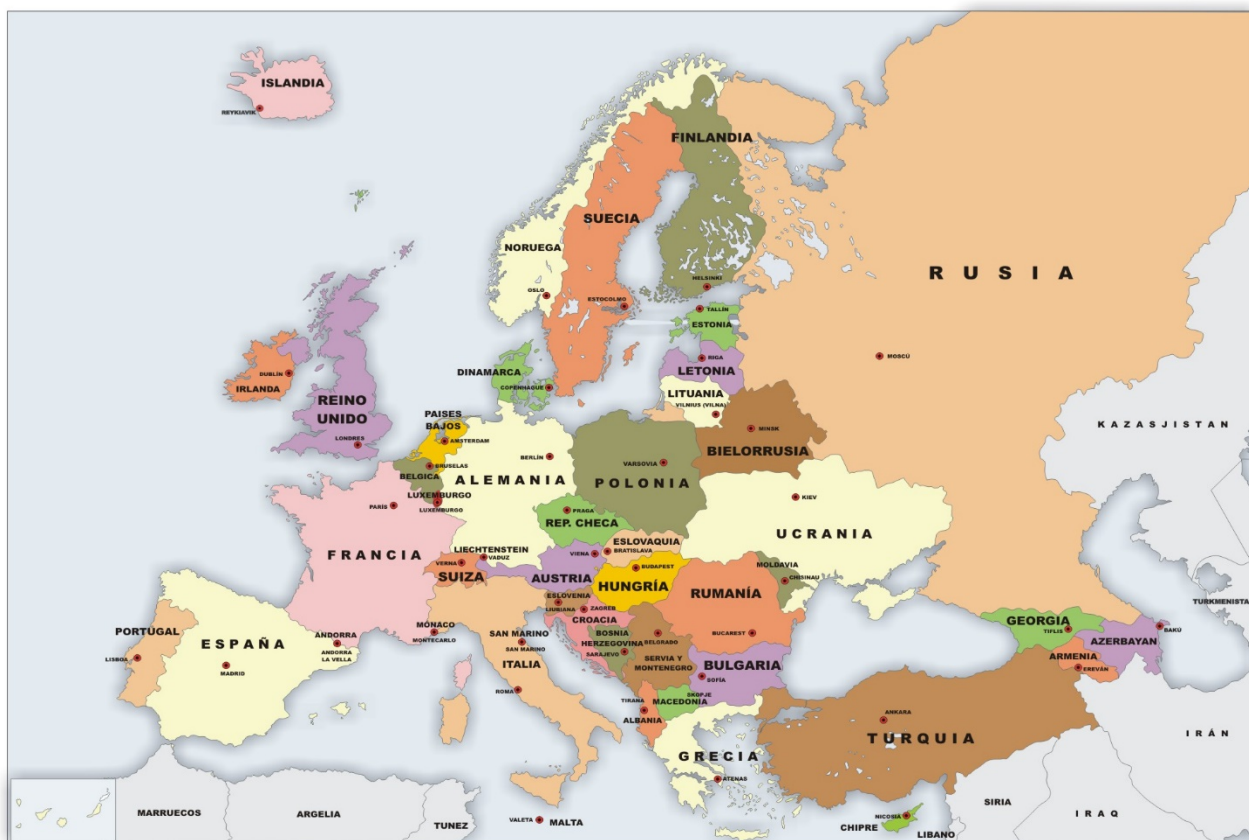 ISLANDIA
REYKIAVIK
FINLANDIA
SUECIA
NORUEGA
RUSIA
HELSINKI
OSLO
ESTOCOLMO
TALLÍN
ESTONIA
MOSCÚ
RIGA
LETONIA
DUBLÍN
IRLANDA
DINAMARCA
COPENHAGUE
LITUANIA
VILNIUS (VILNA)
REINO
UNIDO
LONDRES
PAISES
BAJOS
AMSTERDAM
MINSK
BIELORRUSIA
KAZASJISTAN
BERLÍN
VARSOVIA
BRUSELAS
BELGICA
ALEMANIA
POLONIA
LUXEMBURGO
LUXEMBURGO
PARÍS
KIEV
UCRANIA
PRAGA
REP. CHECA
FRANCIA
LIECHTENSTEIN
VADUZ
VIENA
ESLOVAQUIA
BRATISLAVA
VERNA
SUIZA
AUSTRIA
BUDAPEST
HUNGRÍA
MOLDAVIA
CHISINAU
RUMANÍA
ESLOVENIA
LJUBJANA
ZAGREB
CROACIA
TURKMENISTA
PORTUGAL
ESPAÑA
ANDORRA
ANDORRA
LA VELLA
MÓNACO
MONTECARLO
SAN MARINO
SAN MARINO
BOSNIA
HERZEGOVINA
SARAJEVO
BELGRADO
SERVIA Y
MONTENEGRO
BUCAREST
GEORGIA
TIFLIS
BAKÚ
AZERBAYAN
ARMENIA
EREVÁN
LISBOA
MADRID
ITALIA
ROMA
BULGARIA
SOFÍA
SKOPJE
MACEDONIA
TIRANA
ALBANIA
ANKARA
TURQUIA
IRÁN
GRECIA
ATENAS
MARRUECOS
ARGELIA
TUNEZ
VALETA
MALTA
NICOSIA
CHIPRE
LIBANO
SIRIA
IRAQ